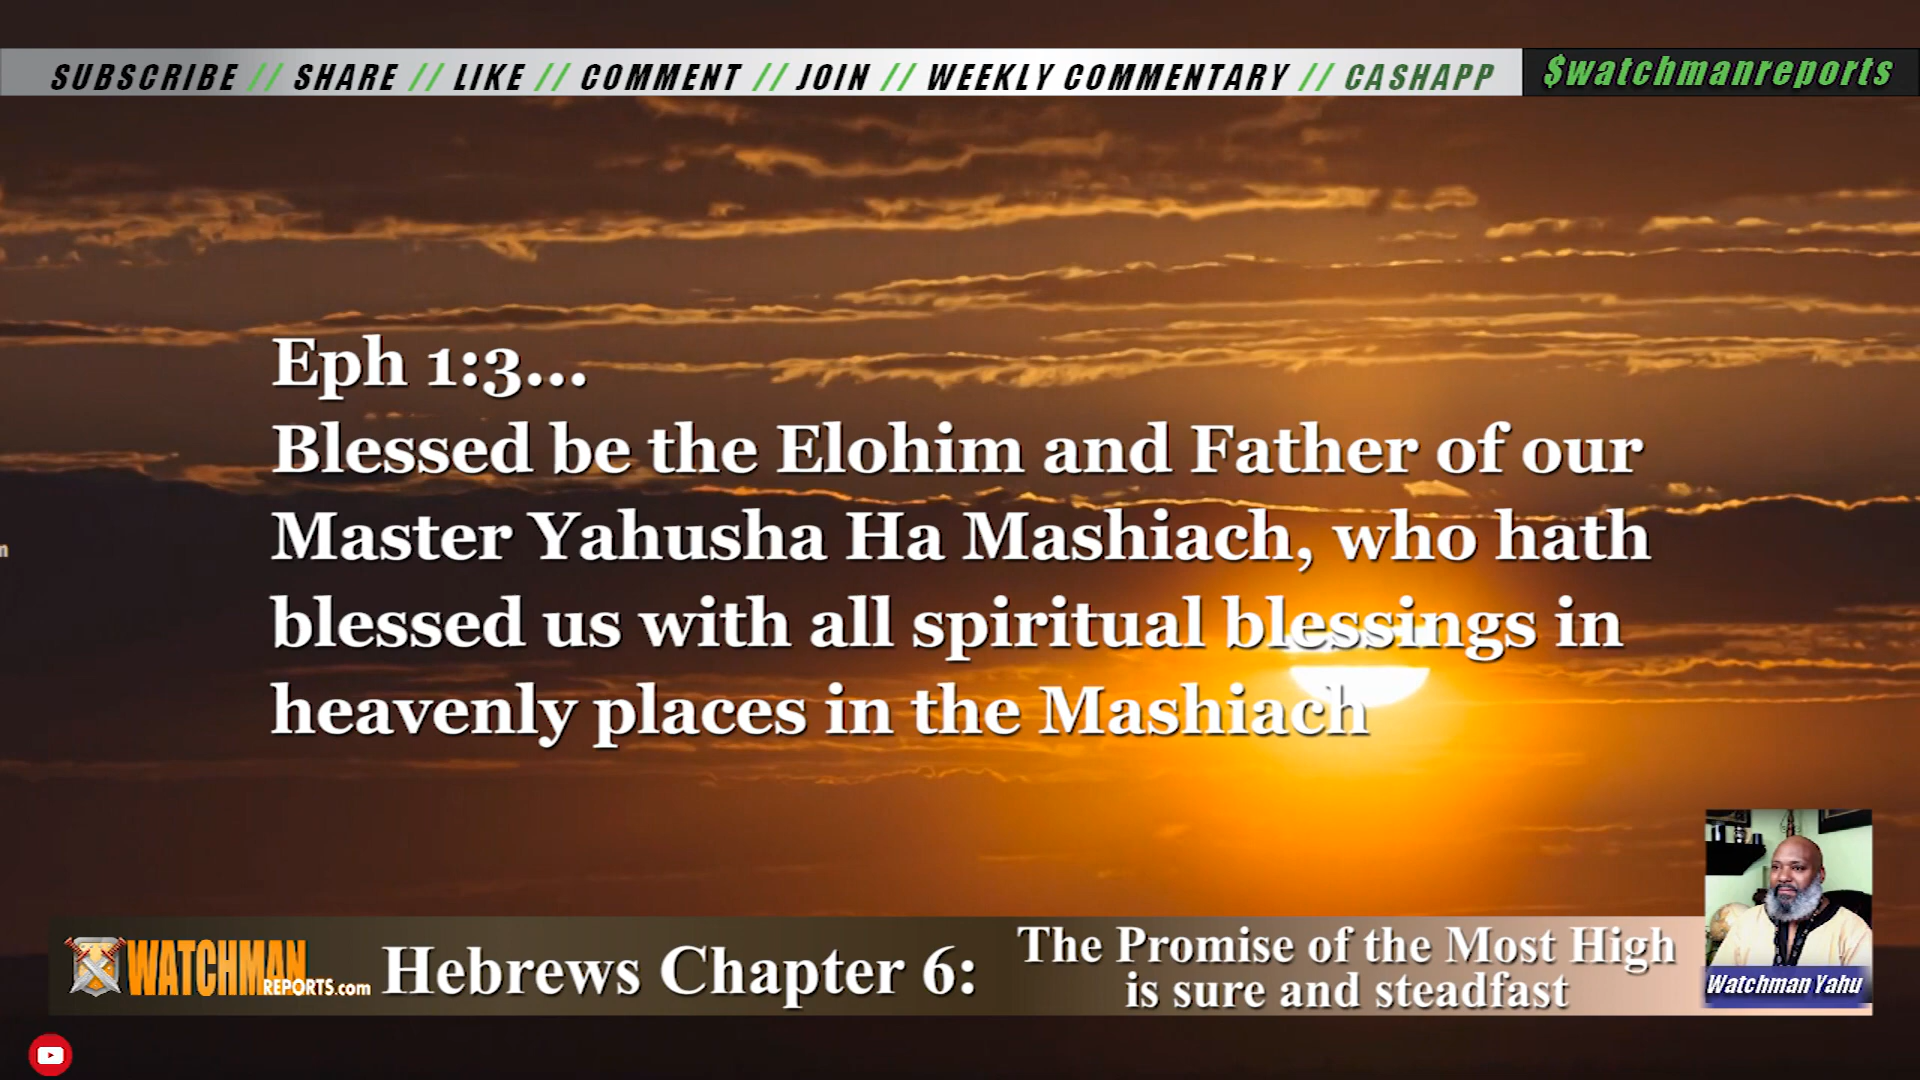 SUBSCRIBE // SHARE // LIKE // COMMENT // JOIN // WEEKLY COMMENTARY // CASHAPP $watchmanreports
Eph 1:3...
Blessed be the Elohim and Father of our
Master Yahusha Ha Mashiach, who hath
blessed us with all spiritual blessings in
heavenly places in the Mashiach
WATCHMAN
REPORTS.com
Hebrews Chapter 6:
The Promise of the Most High
is sure and steadfast
Watchman Yahu